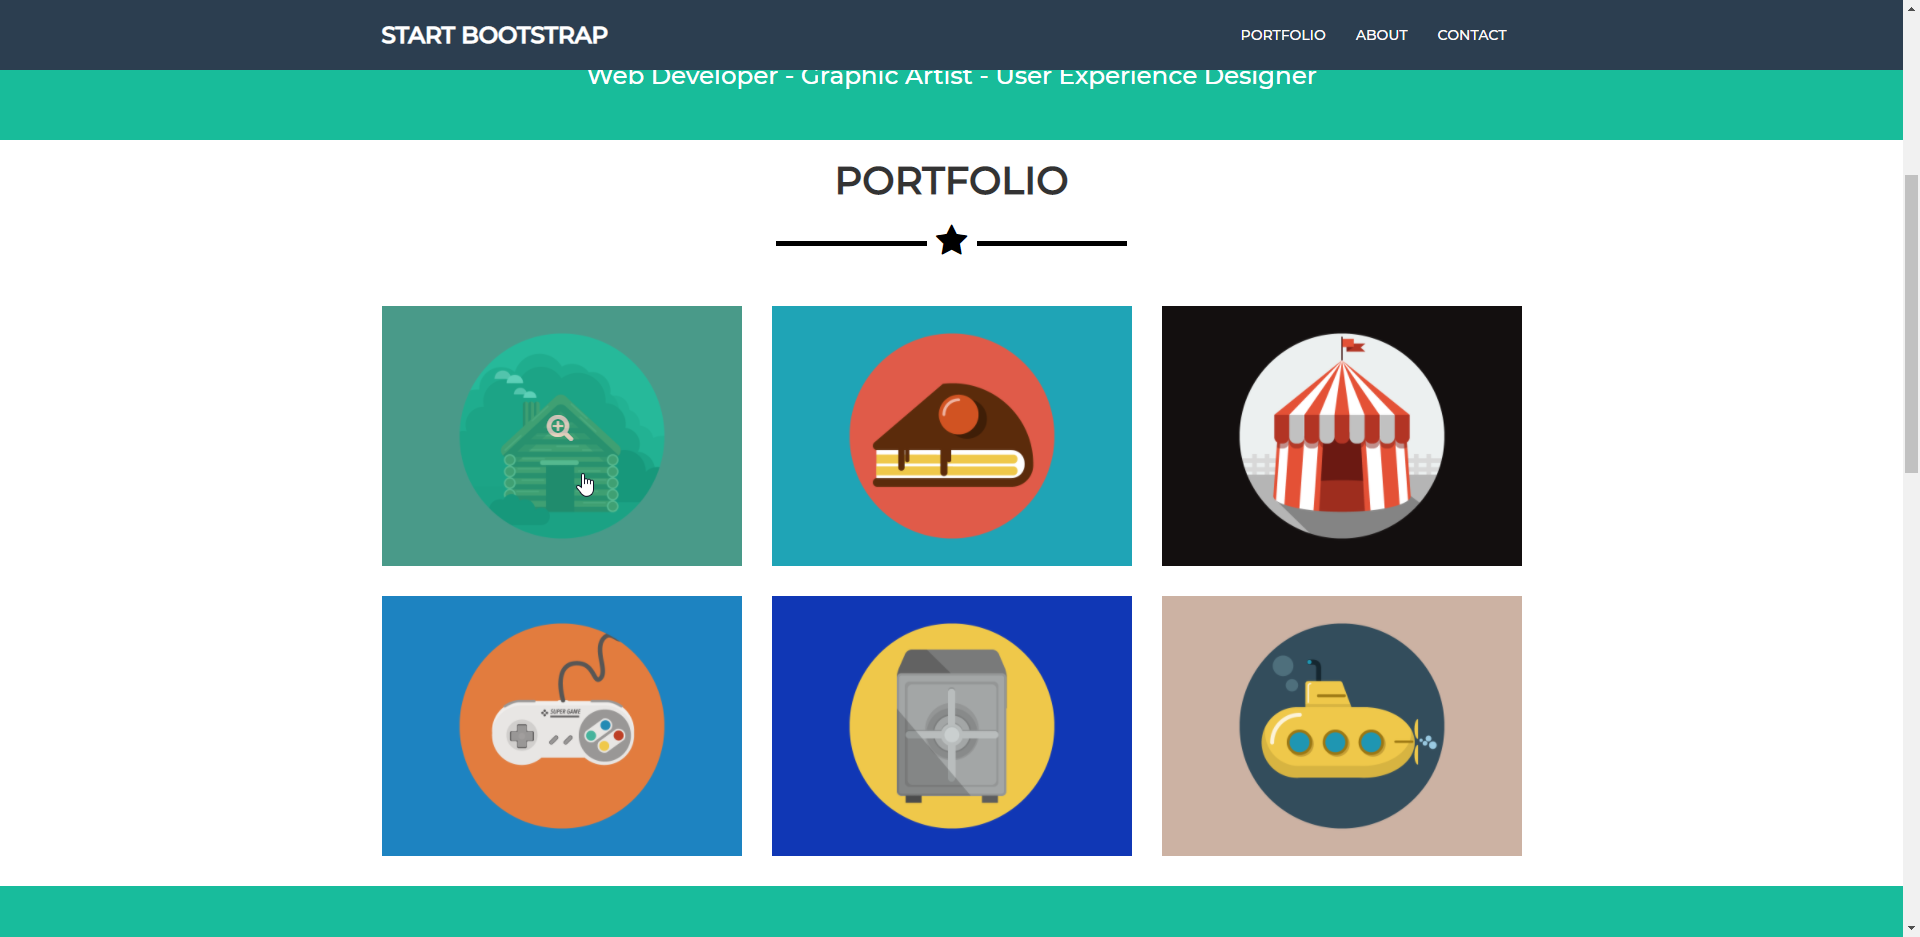 START BOOTSTRAP
PORTFOLIO ABOUT CONTACT
Web Developer - Graphic Artist - User Experience Designer
PORTFOLIO
SUPER GAME